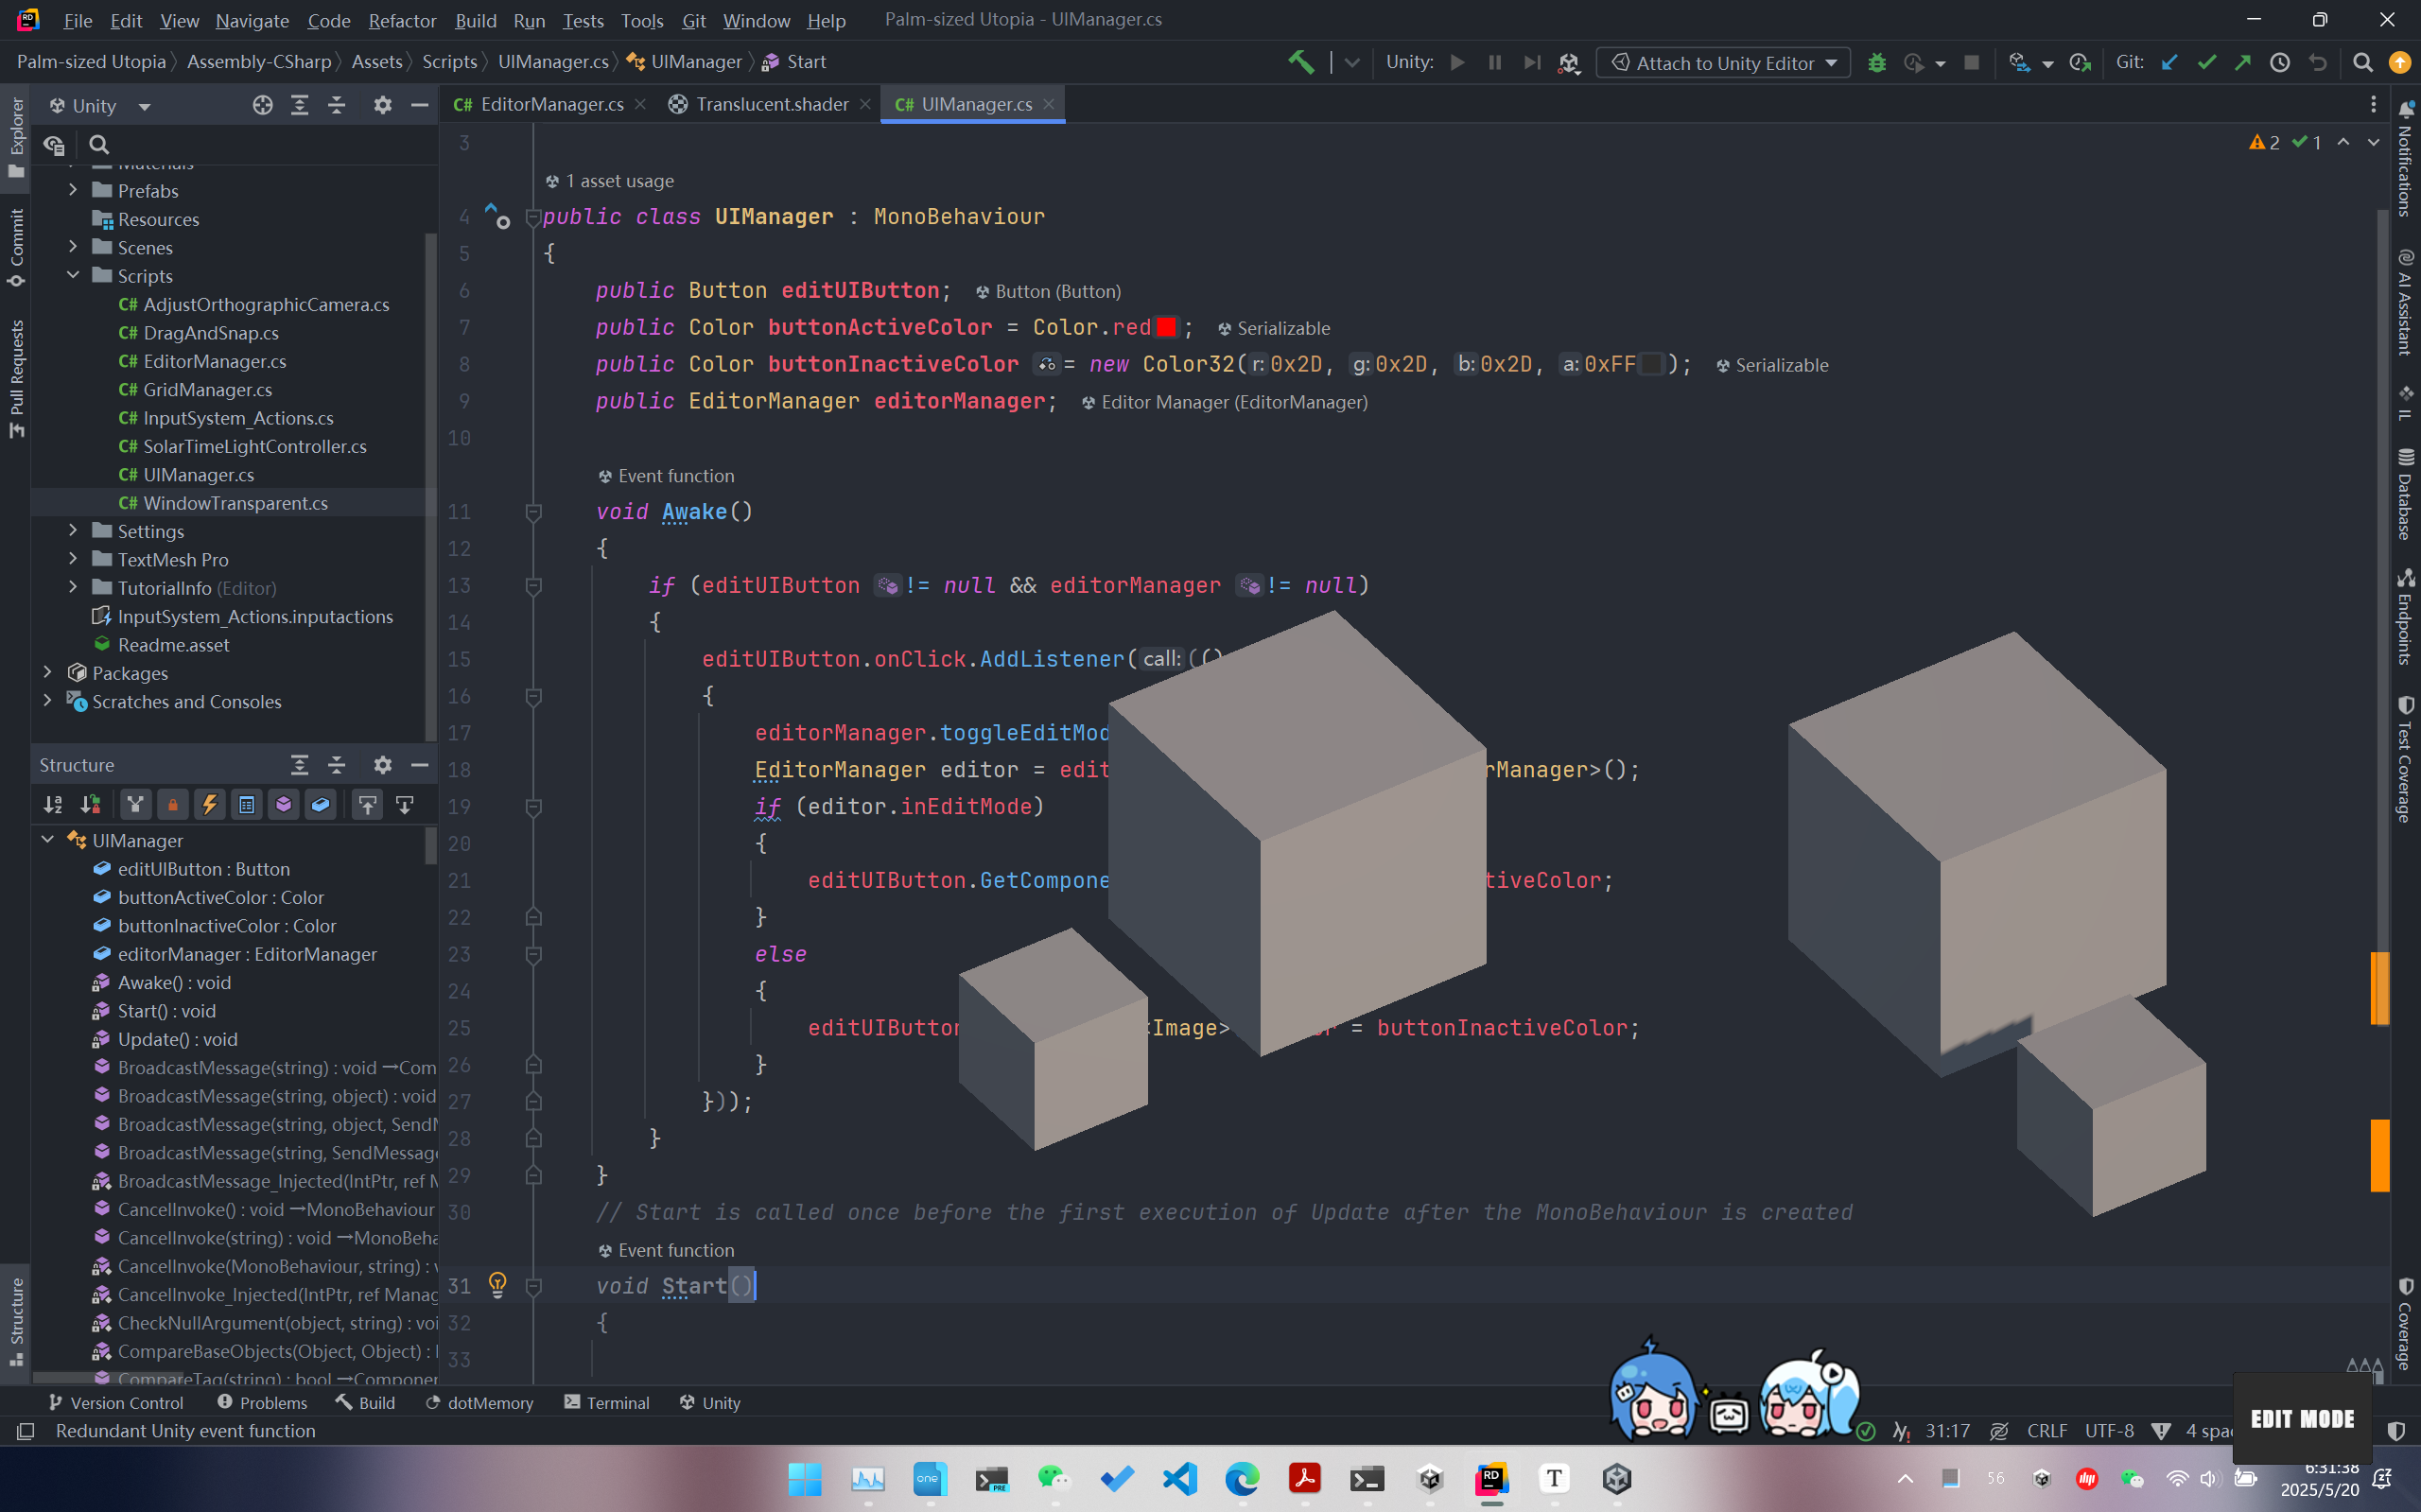 File Edit View Navigate Code Refactor Build Run Tests Tools Git Window Help Palm-sized Utopia - UIManager.cs
Palm-sized Utopia Assembly-CSharp Assets Scripts UIManager.cs UIManager Start Unity: Attach to Unity Editor Git:
Unity
EditorManager.cs Translucent.shader UIManager.cs
Explorer
Commit
Pull Requests
Structure
Materials
Prefabs
Resources
Scenes
Scripts
C# AdjustOrthographicCamera.cs
C# DragAndSnap.cs
C# EditorManager.cs
C# GridManager.cs
C# InputSystem_Actions.cs
C# SolarTimeLightController.cs
C# UIManager.cs
C# WindowTransparent.cs
Settings
TextMesh Pro
TutorialInfo (Editor)
InputSystem_Actions.inputactions
Readme.asset
Packages
Scratches and Consoles
Structure
UIManager
editUIButton : Button
buttonActiveColor : Color
buttonInactiveColor : Color
editorManager : EditorManager
Awake() : void
Start() : void
Update() : void
BroadcastMessage(string) : void →Com
BroadcastMessage(string, object) : void
BroadcastMessage(string, object, SendM
BroadcastMessage(string, SendMessage
BroadcastMessage_Injected(IntPtr, ref M
CancelInvoke() : void →MonoBehaviour
CancelInvoke(string) : void →MonoBeha
CancelInvoke(MonoBehaviour, string) : v
CancelInvoke_Injected(IntPtr, ref Manag
CheckNullArgument(object, string) : voi
CompareBaseObjects(Object, Object) : 
CompareTag(string) : bool →Componen
3
1 asset usage
4 public class UIManager : MonoBehaviour
5 {
6 public Button editUIButton; Button (Button)
7 public Color buttonActiveColor = Color.red; Serializable
8 public Color buttonInactiveColor = new Color32(r:0x2D, g:0x2D, b:0x2D, a:0xFF); Serializable
9 public EditorManager editorManager; Editor Manager (EditorManager)
10
Event function
11 void Awake()
12 {
13 if (editUIButton != null && editorManager != null)
14 {
15 editUIButton.onClick.AddListener(call:(()
16 {
17 editorManager.toggleEditMod
18 EditorManager editor = edit rManager>();
19 if (editor.inEditMode)
20 {
21 editUIButton.GetCompone tiveColor;
22 }
23 else
24 {
25 editUIButton <Image> r = buttonInactiveColor;
26 }
27 }));
28 }
29 }
30 // Start is called once before the first execution of Update after the MonoBehaviour is created
Event function
31 void Start()
32 {
33
2 1
Notifications
AI Assistant
IL
Database
Endpoints
Test Coverage
Coverage
Version Control Problems Build dotMemory Terminal Unity
Redundant Unity event function 31:17 CRLF UTF-8 4 spa
EDIT MODE
56
6:31:38
2025/5/20